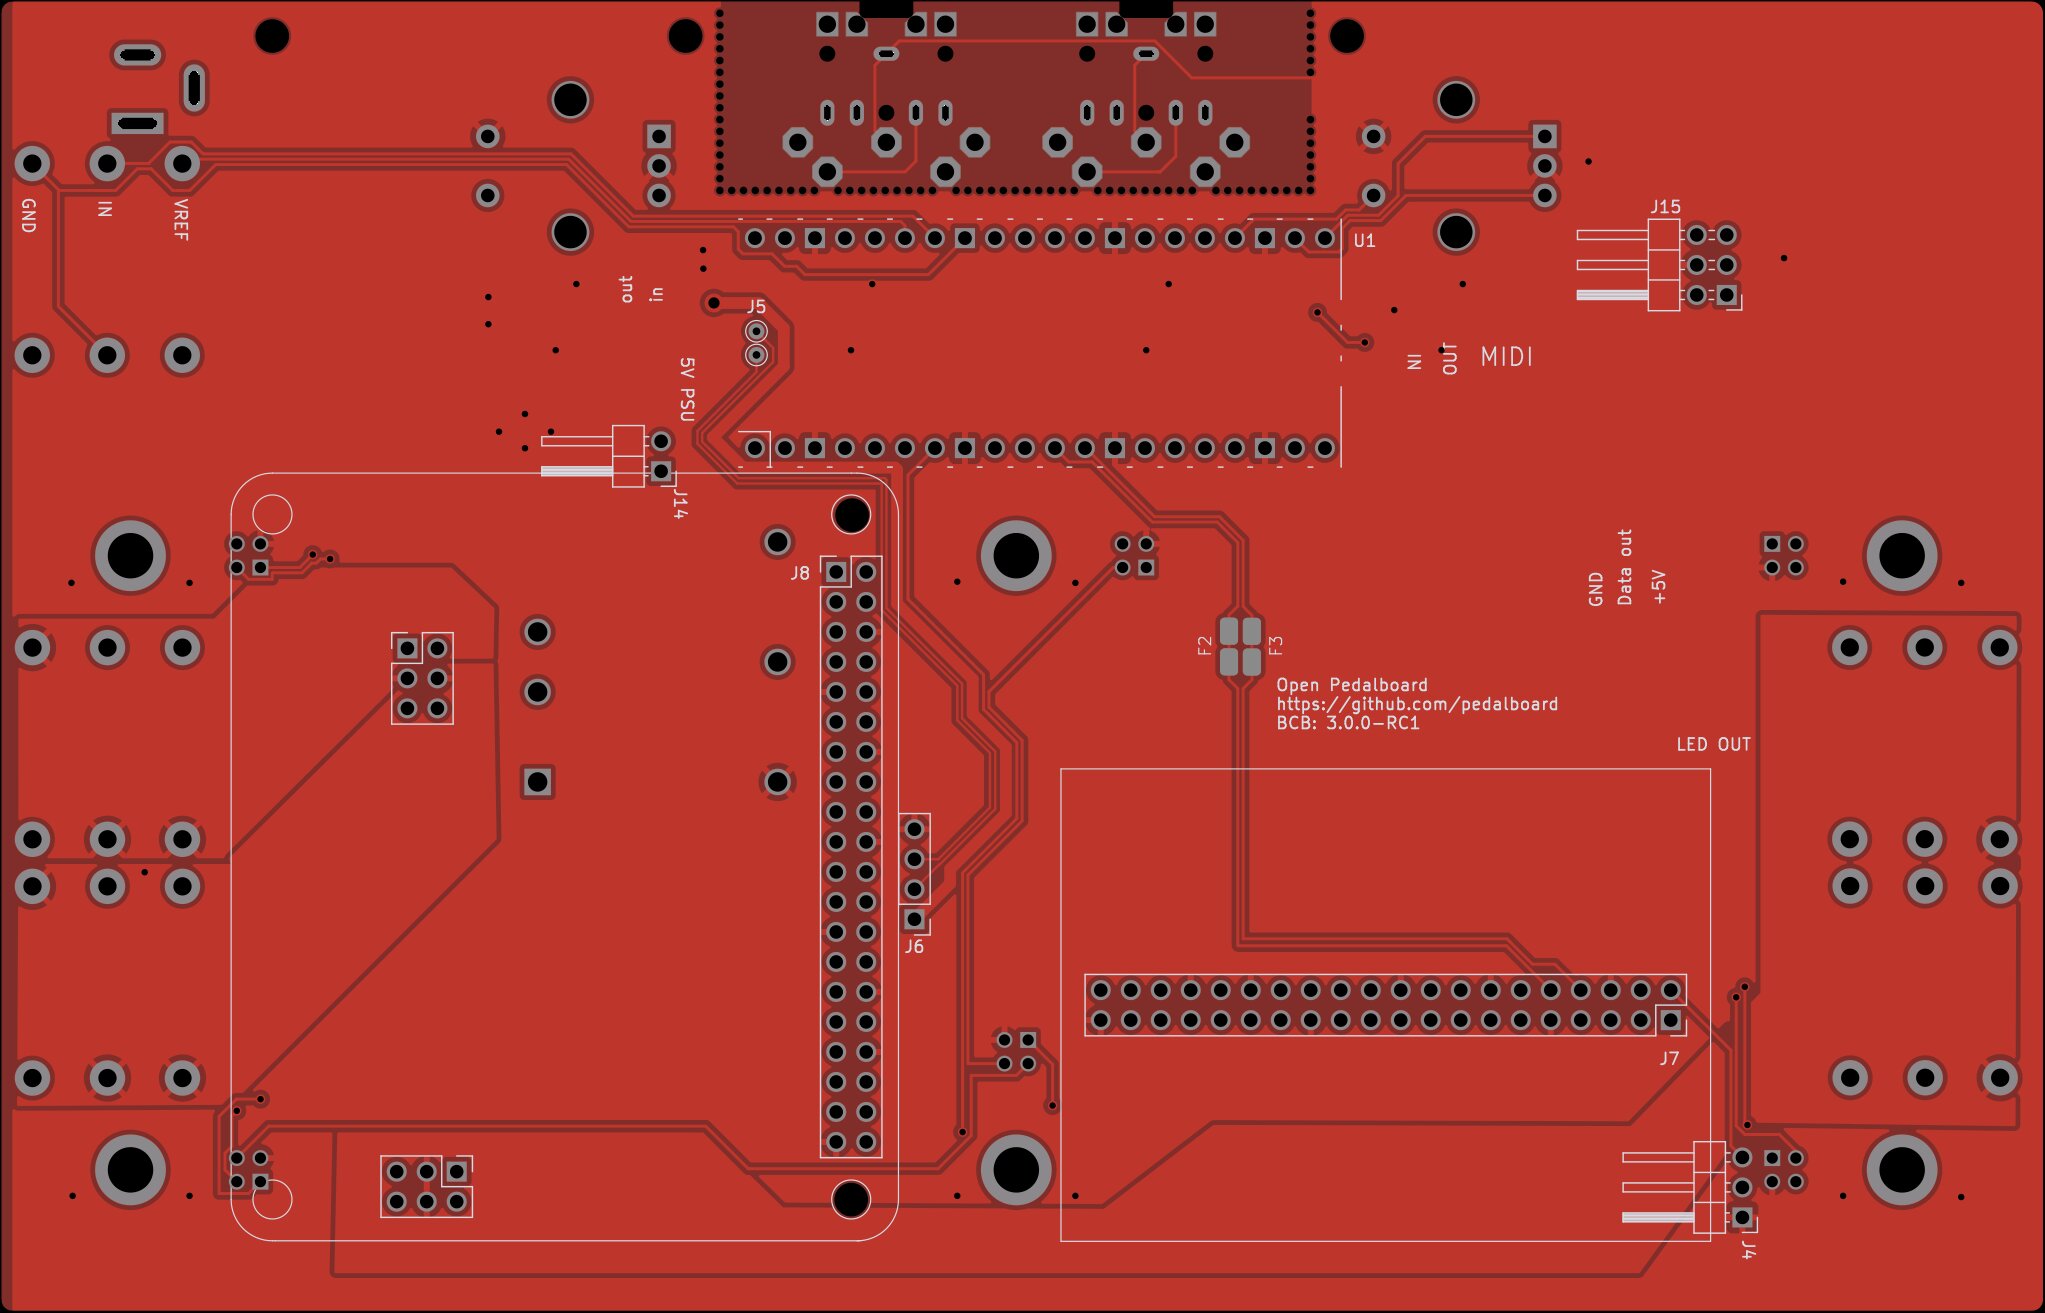 GND
IN
VREF
J15
U1
out
in
J5
5V PSU
IN
OUT
MIDI
J14
J8
GND
Data out
+5V
F2
F3
Open Pedalboard
https://github.com/pedalboard
BCB: 3.0.0-RC1
LED OUT
J6
J7
J4